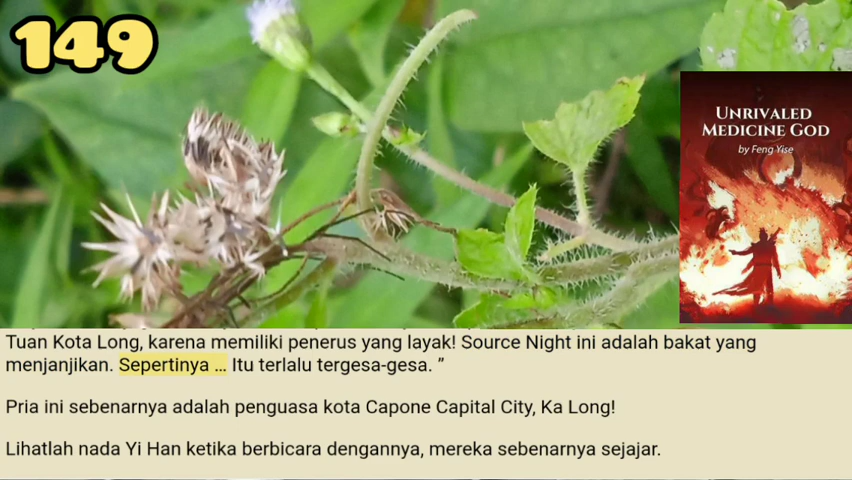 149
UNRIVALED
MEDICINE GOD
by Feng Yise
Tuan Kota Long, karena memiliki penerus yang layak! Source Night ini adalah bakat yang
menjanjikan. Sepertinya ... Itu terlalu tergesa-gesa. ”
Pria ini sebenarnya adalah penguasa kota Capone Capital City, Ka Long!
Lihatlah nada Yi Han ketika berbicara dengannya, mereka sebenarnya sejajar.